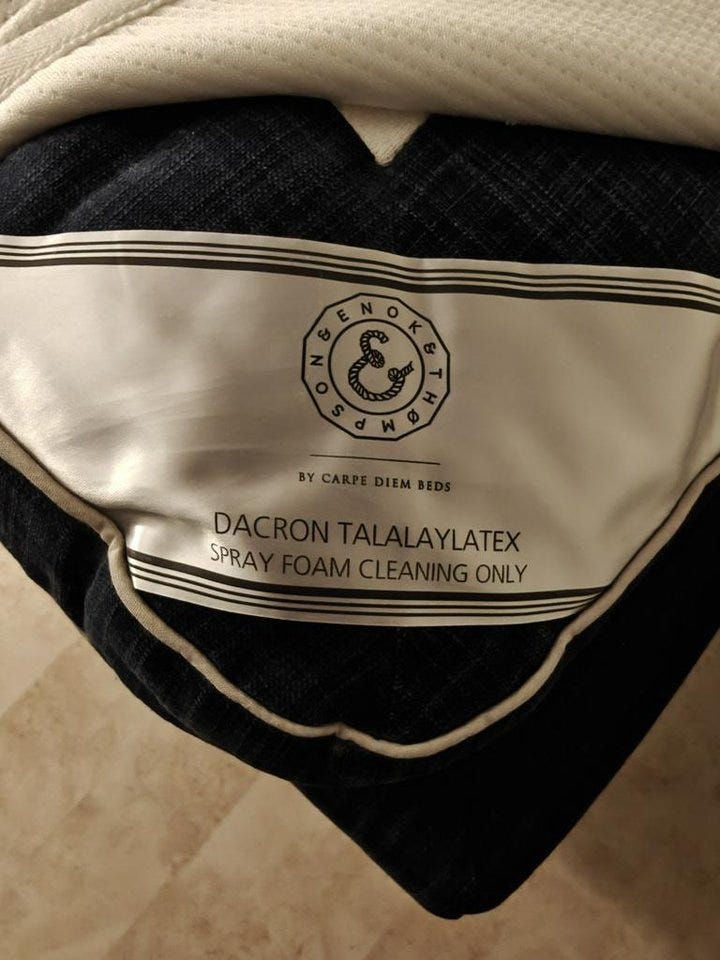 & ENOK & THØMPSON
&
BY CARPE DIEM BEDS
DACRON TALALAYLATEX
SPRAY FOAM CLEANING ONLY